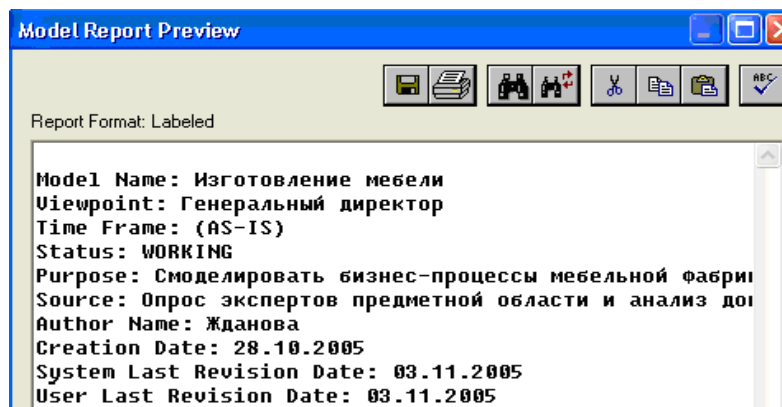 Model Report Preview
ABC
Report Format: Labeled
Model Name: Изготовление мебели
Viewpoint: Генеральный директор
Time Frame: (AS-IS)
Status: WORKING
Purpose: Смоделировать бизнес-процессы мебельной
Source: Опрос экспертов предметной области и анализ
Author Name: Жданова
Creation Date: 28.10.2005
System Last Revision Date: 03.11.2005
User Last Revision Date: 03.11.2005